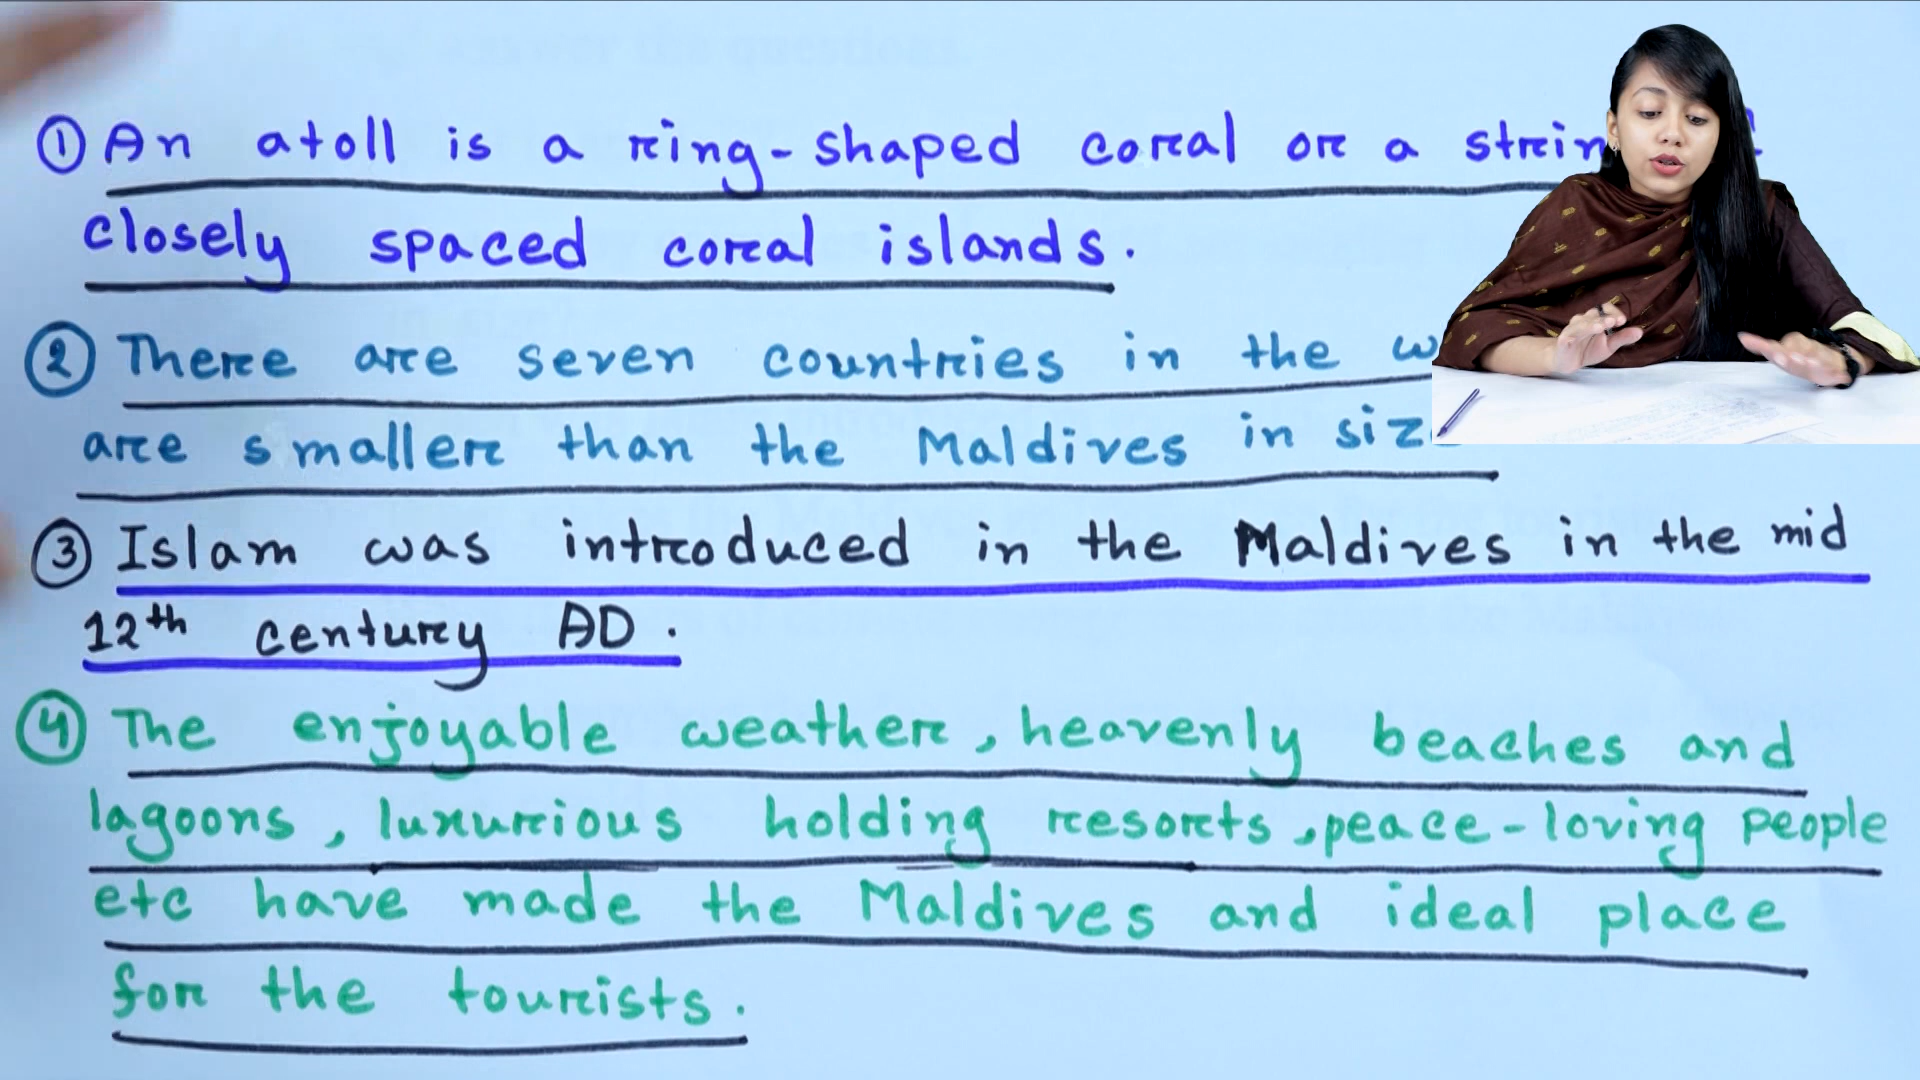 ① An atoll is a ring-shaped coral or a
closely spaced coral islands.
② There are seven countries in the
are smaller than the Maldives in
③ Islam was introduced in the Maldives in the mid
12th century AD.
④ The enjoyable weather, heavenly beaches and
lagoons, luxurious holding resorts, peace-loving people
etc have made the Maldives and ideal place
for the tourists.